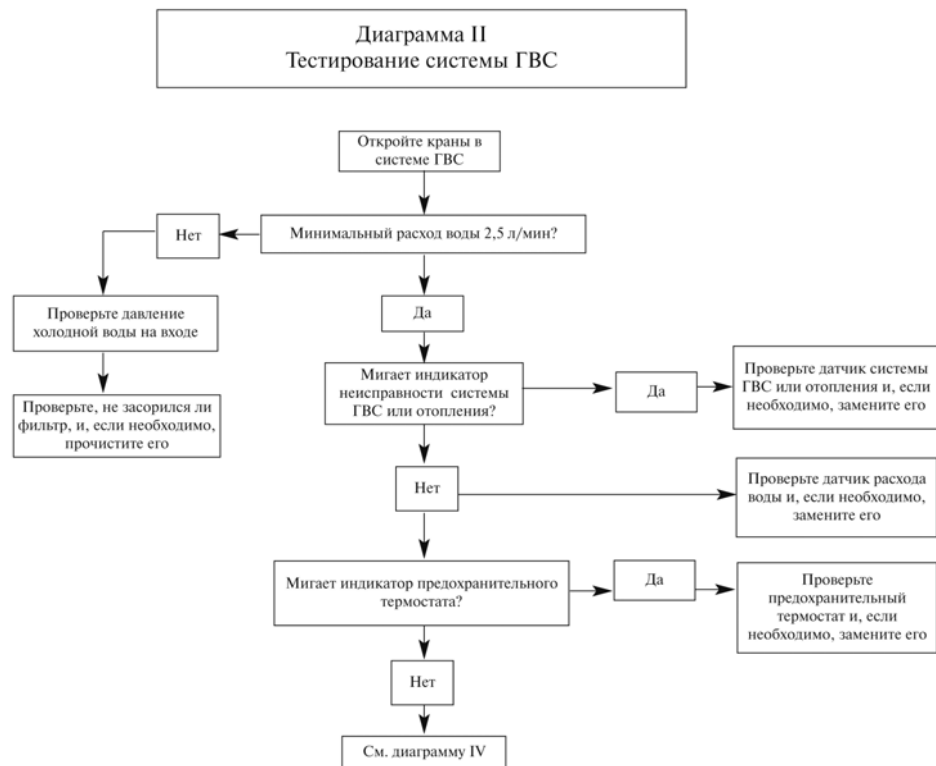 Диаграмма II
Тестирование системы ГВС
Откройте краны в
системе ГВС
Минимальный расход воды 2,5 л/мин?
Нет
Проверьте давление
холодной воды на входе
Проверьте, не засорился ли
фильтр, и, если необходимо,
прочистите его
Да
Мигает индикатор
неисправности системы
ГВС или отопления?
Да
Проверьте датчик системы
ГВС или отопления и, если
необходимо, замените его
Нет
Проверьте датчик расхода
воды и, если необходимо,
замените его
Мигает индикатор предохранительного
термостата?
Да
Проверьте
предохранительный
термостат и, если
необходимо, замените его
Нет
См. диаграмму IV